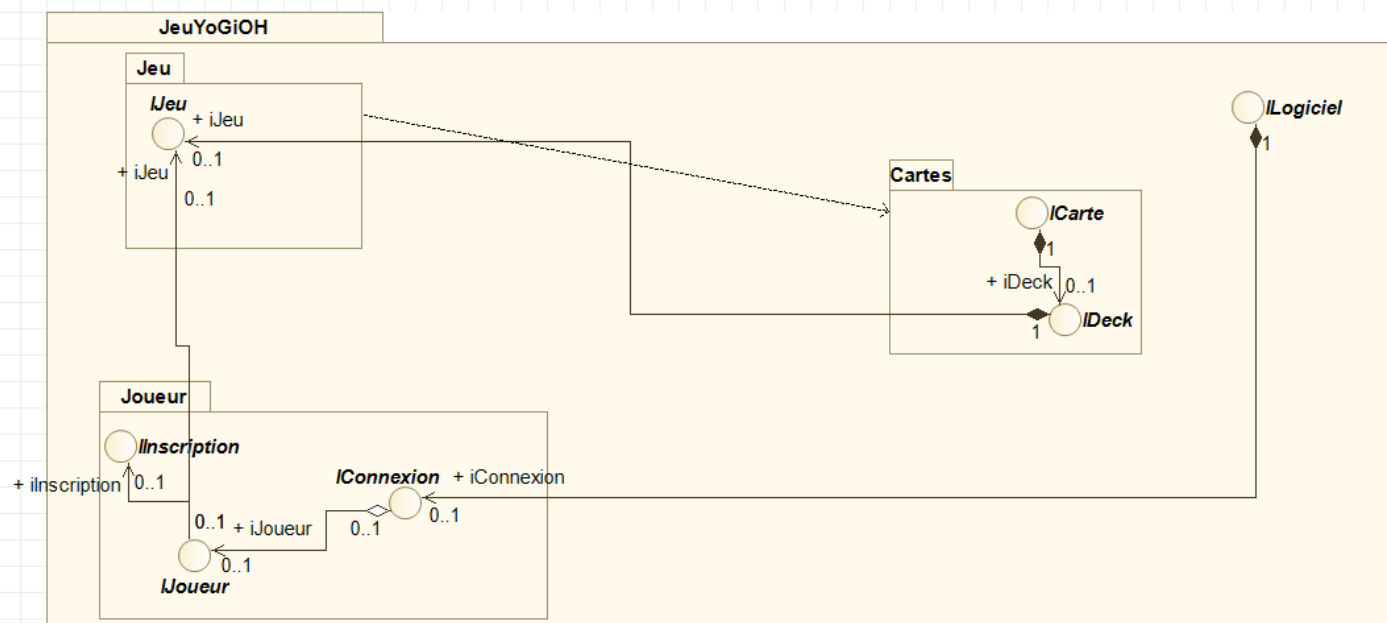 JeuYoGiOH
Jeu
IJeu
+ iJeu
0..1
+ iJeu
0..1
ILogiciel
1
Cartes
ICarte
1
+ iDeck
0..1
IDeck
1
Joueur
IInscription
+ iInscription
0..1
IConnexion
+ iConnexion
0..1
0..1
0..1
+ iJoueur
0..1
IJoueur